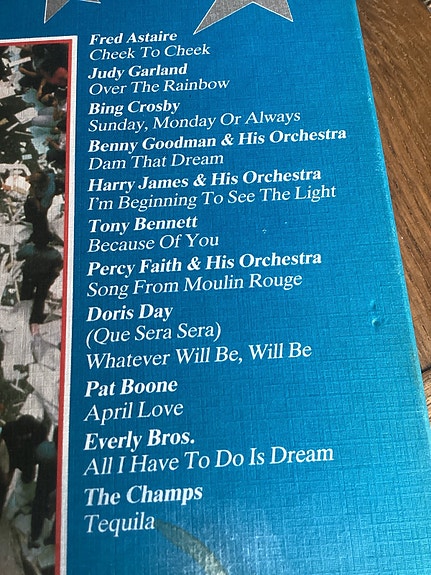 Fred Astaire
Cheek To Cheek
Judy Garland
Over The Rainbow
Bing Crosby
Sunday, Monday Or Always
Benny Goodman & His Orchestra
Dam That Dream
Harry James & His Orchestra
I'm Beginning To See The Light
Tony Bennett
Because Of You
Percy Faith & His Orchestra
Song From Moulin Rouge
Doris Day
(Que Sera Sera)
Whatever Will Be, Will Be
Pat Boone
April Love
Everly Bros.
All I Have To Do Is Dream
The Champs
Tequila